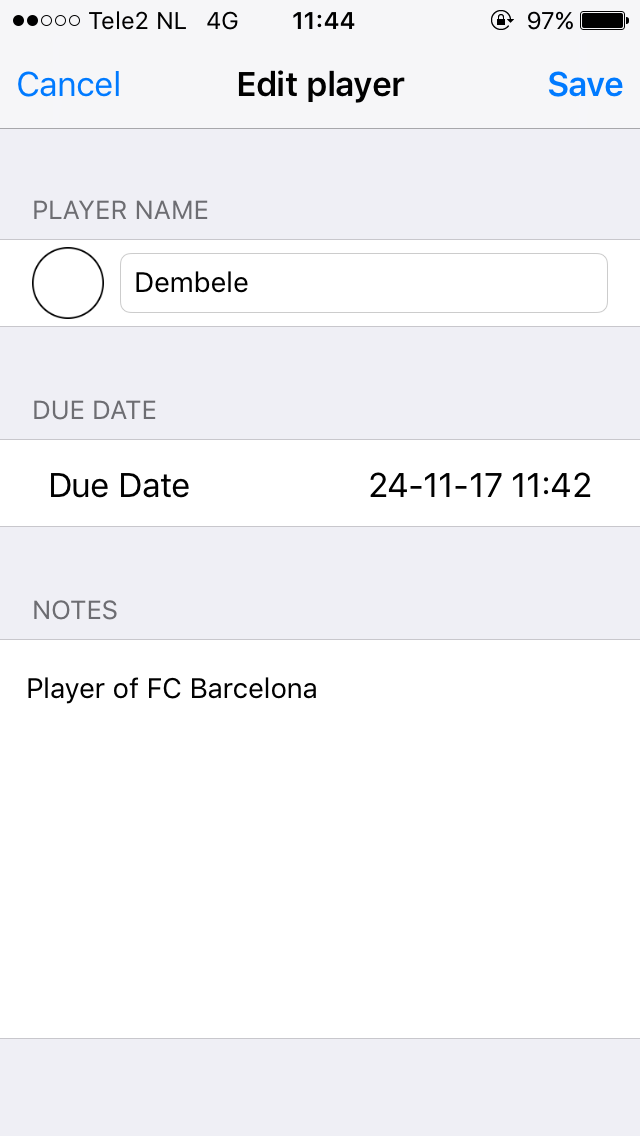 Tele2 NL 4G 11:44 97%
Cancel Edit player Save
PLAYER NAME
Dembele
DUE DATE
Due Date 24-11-17 11:42
NOTES
Player of FC Barcelona